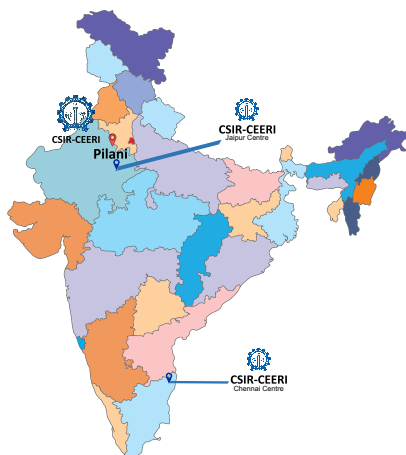 CSIR-CEERI
Pilani
CSIR-CEERI
Jaipur Centre
CSIR-CEERI
Chennai Centre